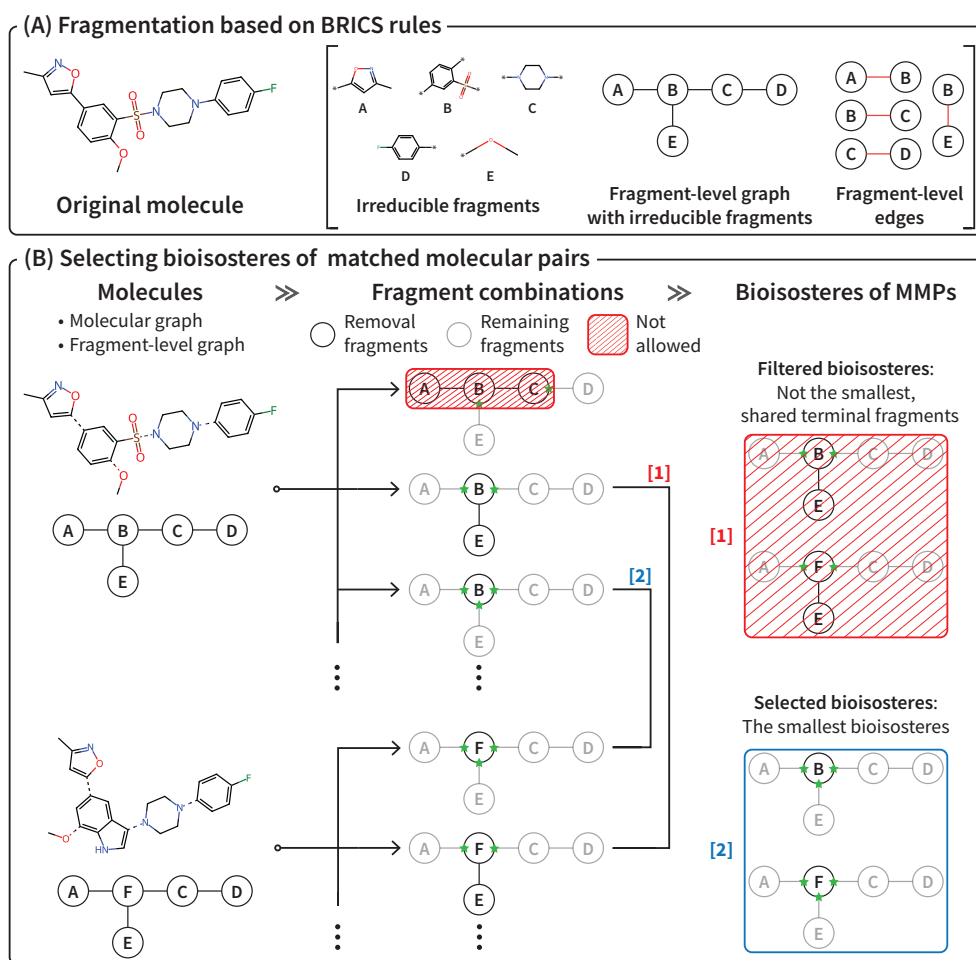 (A) Fragmentation based on BRICS rules
N
O
O
S
O
N
N
F
O
Original molecule
O
N
*
A
*
O
S
*
O
*
B
*
N
N
*
C
F
*
D
*
O
E
Irreducible fragments
A B C D
E
Fragment-level graph
with irreducible fragments
A B
B C
C D
B
E
Fragment-level
edges
(B) Selecting bioisosteres of matched molecular pairs
Molecules
≫
Fragment combinations
≫
Bioisosteres of MMPs
• Molecular graph
• Fragment-level graph
Removal
fragments
Remaining
fragments
Not
allowed
N
O
O
S
O
N
N
F
O
A B C D
E
A B C D
E
A B C D
E
[1]
A B C D
E
[2]
⋮
⋮
Filtered bioisosteres:
Not the smallest,
shared terminal fragments
A B C D
E
[1]
A F C D
E
N
O
O
HN
N
N
F
A F C D
E
A F C D
E
A F C D
E
⋮
⋮
Selected bioisosteres:
The smallest bioisosteres
A B C D
E
[2]
A F C D
E